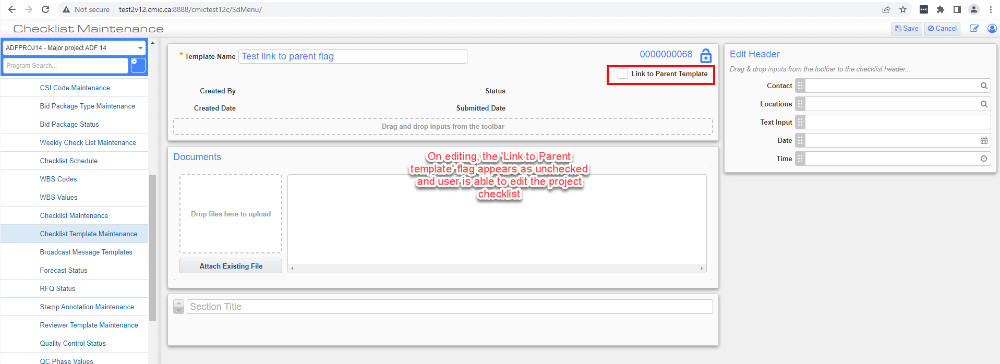 Not secure | test2v12.cmic.ca:8888/cmictest12c/SdMenu/
Checklist Maintenance
Save
Cancel
ADFPROJ14 - Major project ADF 14
Program Search...
CSI Code Maintenance
Bid Package Type Maintenance
Bid Package Status
Weekly Check List Maintenance
Checklist Schedule
WBS Codes
WBS Values
Checklist Maintenance
Checklist Template Maintenance
Broadcast Message Templates
Forecast Status
RFQ Status
Stamp Annotation Maintenance
Reviewer Template Maintenance
Quality Control Status
QC Phase Values
* Template Name Test link to parent flag
0000000068
Link to Parent Template
Created By
Status
Created Date
Submitted Date
Drag and drop inputs from the toolbar
Documents
On editing, the 'Link to Parent
template' flag appears as unchecked
and user is able to edit the project
checklist
Drop files here to upload
Attach Existing File
Section Title
Edit Header
Drag & drop inputs from the toolbar to the checklist header...
Contact
Locations
Text Input
Date
Time